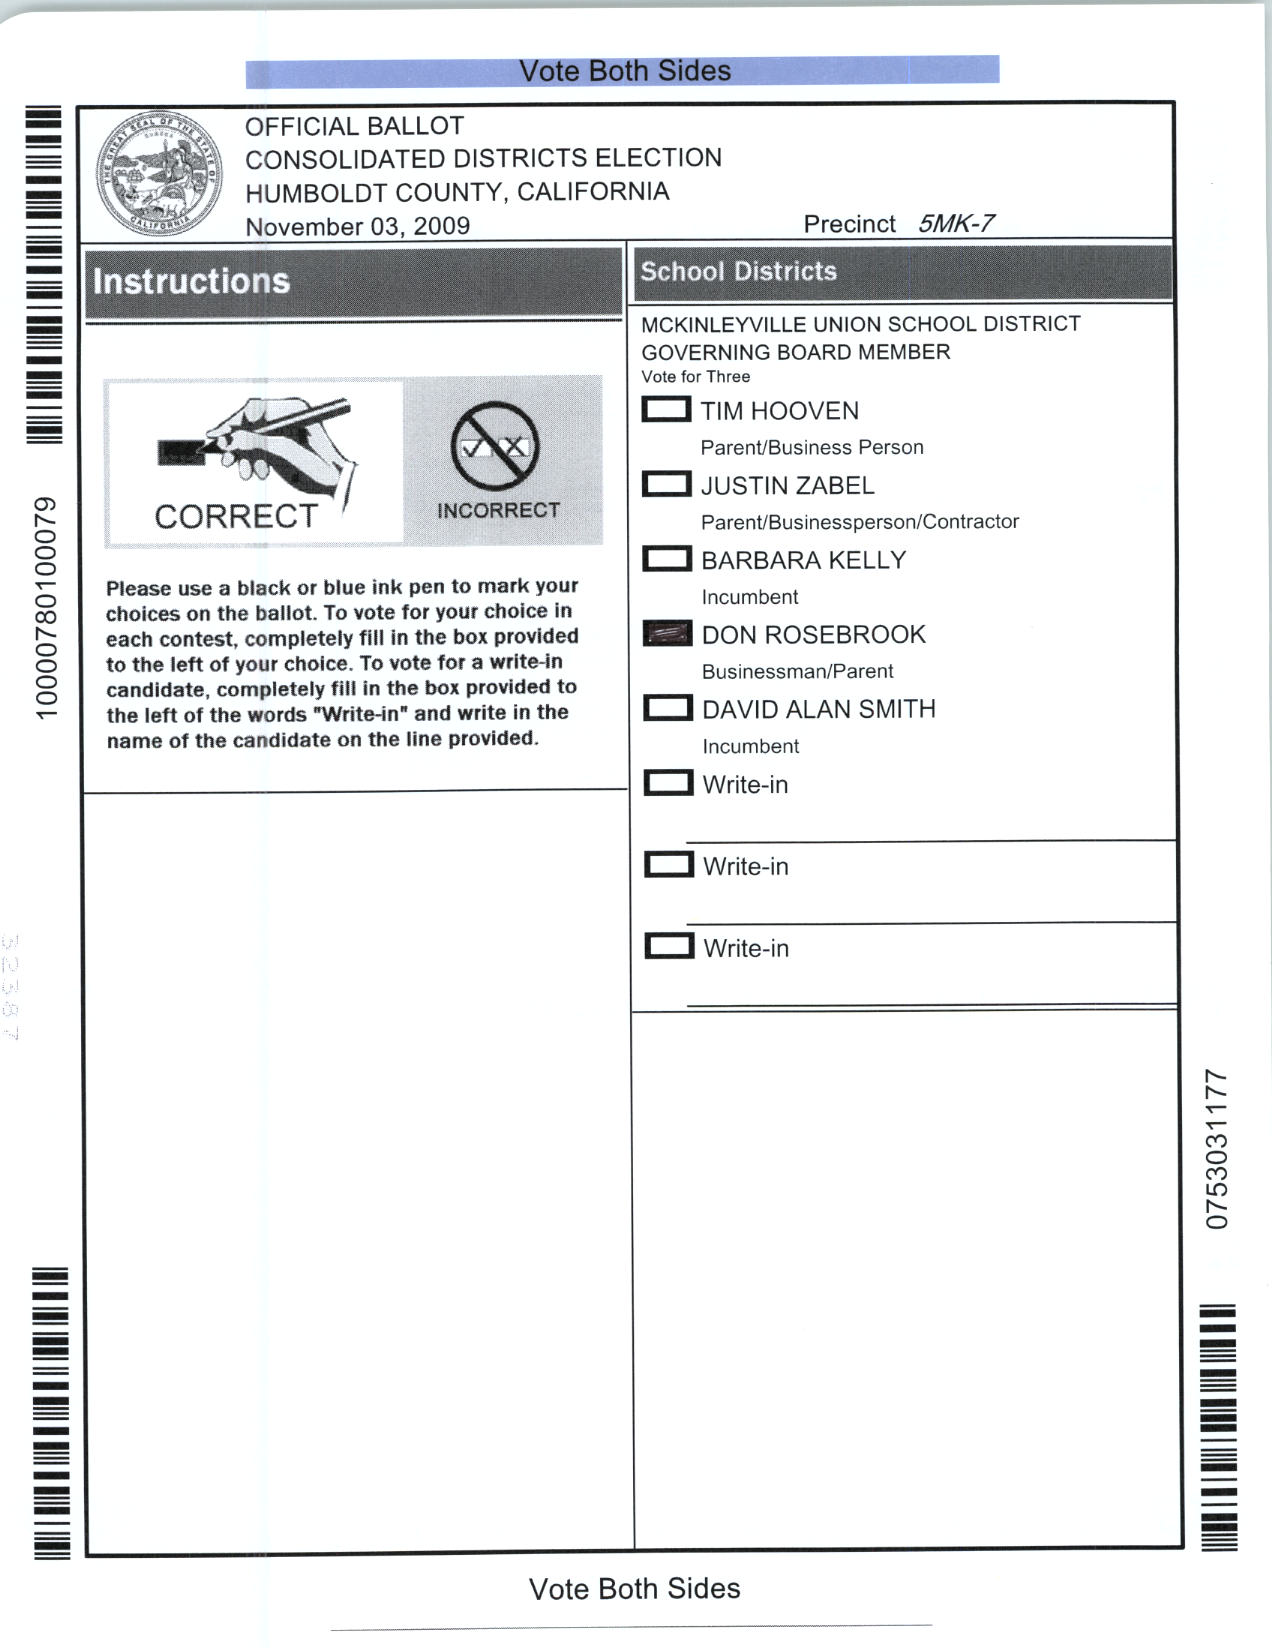 Vote Both Sides
THE GREAT SEAL OF THE STATE OF CALIFORNIA
EUREKA
OFFICIAL BALLOT
CONSOLIDATED DISTRICTS ELECTION
HUMBOLDT COUNTY, CALIFORNIA
November 03, 2009
Precinct 5MK-7
Instructions
CORRECT
INCORRECT
Please use a black or blue ink pen to mark your
choices on the ballot. To vote for your choice in
each contest, completely fill in the box provided
to the left of your choice. To vote for a write-in
candidate, completely fill in the box provided to
the left of the words "Write-in" and write in the
name of the candidate on the line provided.
School Districts
MCKINLEYVILLE UNION SCHOOL DISTRICT
GOVERNING BOARD MEMBER
Vote for Three
TIM HOOVEN
Parent/Business Person
JUSTIN ZABEL
Parent/Businessperson/Contractor
BARBARA KELLY
Incumbent
DON ROSEBROOK
Businessman/Parent
DAVID ALAN SMITH
Incumbent
Write-in
Write-in
Write-in
10000780100079
32387
0753031177
Vote Both Sides